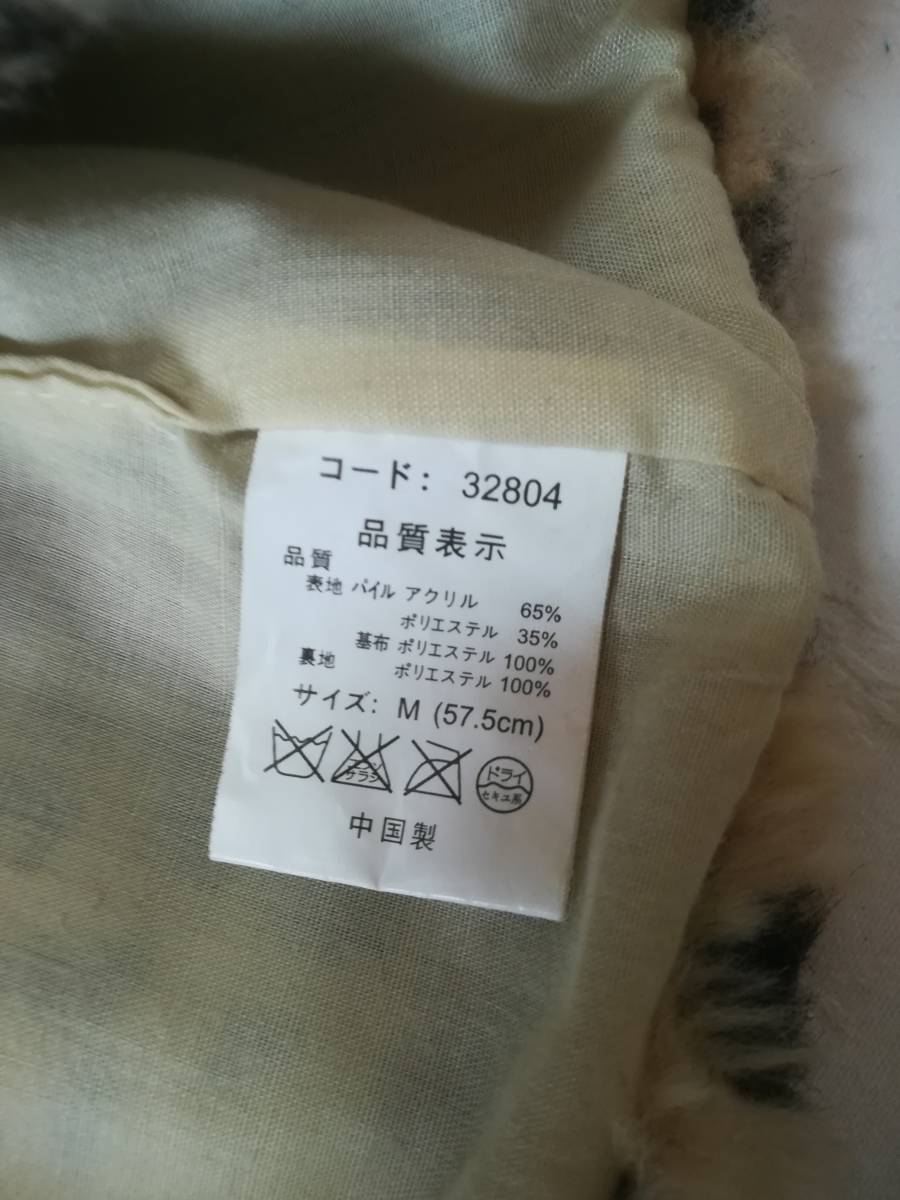 コード: 32804
品質表示
品質
表地 パイル アクリル 65%
ポリエステル 35%
基布 ポリエステル 100%
裏地 ポリエステル 100%
サイズ: M (57.5cm)
サラシ
ドライ
セキユ系
中国製